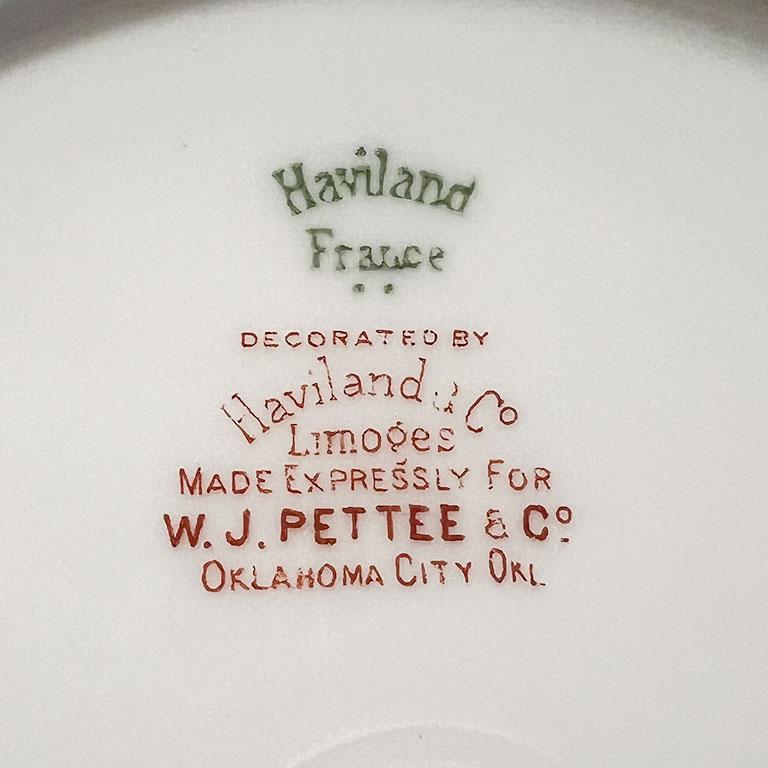 Haviland
France
DECORATED BY
Haviland & Co
Limoges
MADE EXPRESSLY FOR
W. J. PETTEE & Co.
OKLAHOMA CITY OKL.